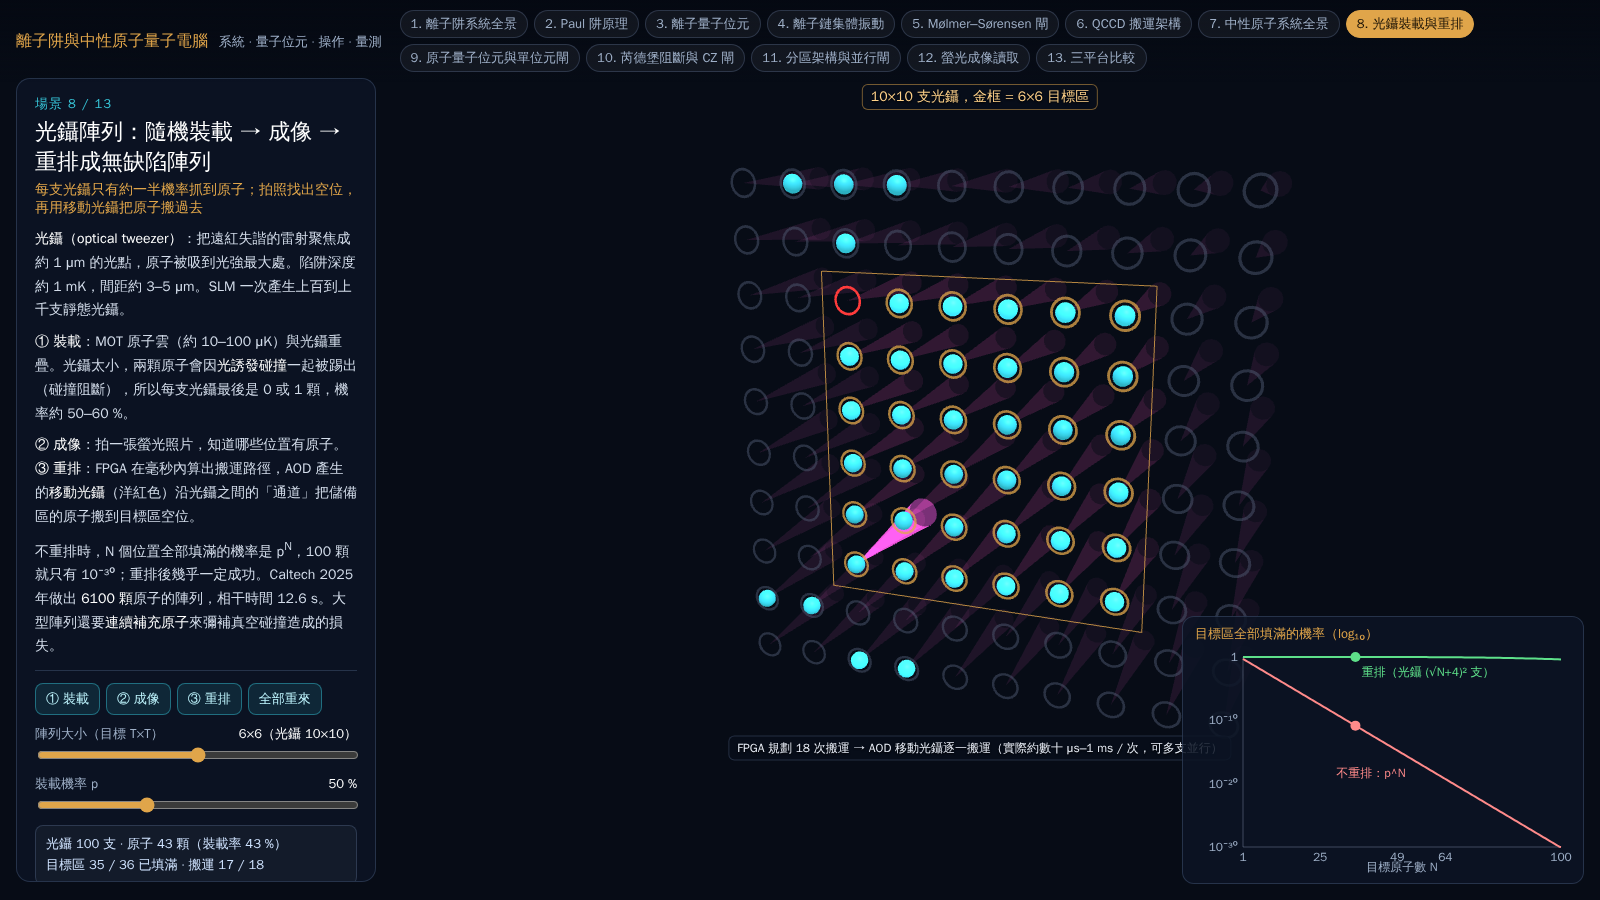 離子阱與中性原子量子電腦
系統 · 量子位元 · 操作 · 量測
1. 離子阱系統全景
2. Paul 阱原理
3. 離子量子位元
4. 離子鏈集體振動
5. Mølmer–Sørensen 閘
6. QCCD 搬運架構
7. 中性原子系統全景
8. 光鑷裝載與重排
9. 原子量子位元與單位元閘
10. 芮德堡阻斷與 CZ 閘
11. 分區架構與並行閘
12. 螢光成像讀取
13. 三平台比較
場景 8 / 13
光鑷陣列：隨機裝載 → 成像 →
重排成無缺陷陣列
每支光鑷只有約一半機率抓到原子；拍照找出空位，
再用移動光鑷把原子搬過去
光鑷（optical tweezer）：把遠紅失諧的雷射聚焦成
約 1 µm 的光點，原子被吸到光強最大處。陷阱深度
約 1 mK，間距約 3–5 µm。SLM 一次產生上百到上
千支靜態光鑷。
① 裝載：MOT 原子雲（約 10–100 µK）與光鑷重
疊。光鑷太小，兩顆原子會因光誘發碰撞一起被踢出
（碰撞阻斷），所以每支光鑷最後是 0 或 1 顆，機
率約 50–60 %。
② 成像：拍一張螢光照片，知道哪些位置有原子。
③ 重排：FPGA 在毫秒內算出搬運路徑，AOD 產生
的移動光鑷（洋紅色）沿光鑷之間的「通道」把儲備
區的原子搬到目標區空位。
不重排時，N 個位置全部填滿的機率是 pᴺ，100 顆
就只有 10⁻³⁰；重排後幾乎一定成功。Caltech 2025
年做出 6100 顆原子的陣列，相干時間 12.6 s。大
型陣列還要連續補充原子來彌補真空碰撞造成的損
失。
① 裝載
② 成像
③ 重排
全部重來
陣列大小（目標 T×T）
6×6（光鑷 10×10）
裝載機率 p
50 %
光鑷 100 支 · 原子 43 顆（裝載率 43 %）
目標區 35 / 36 已填滿 · 搬運 17 / 18
10×10 支光鑷，金框 = 6×6 目標區
FPGA 規劃 18 次搬運 → AOD 移動光鑷逐一搬運（實際約數十 µs–1 ms / 次，可多支並行）
目標區全部填滿的機率（log₁₀）
1
重排（光鑷 (√N+4)² 支）
10⁻¹⁰
不重排：p^N
10⁻²⁰
10⁻³⁰
1
25
49
64
100
目標原子數 N